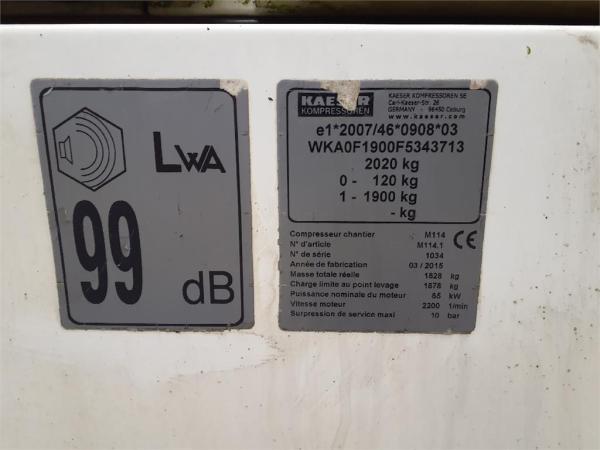 LWA
99
dB
KAESER
KOMPRESSOREN
KAESER KOMPRESSOREN SE
Carl-Kaeser-Str. 26
GERMANY - 96450 Coburg
www.kaeser.com
e1*2007/46*0908*03
WKA0F1900F5343713
2020 kg
0 - 120 kg
1 - 1900 kg
- kg
Compresseur chantier M114
N° d'article M114.1
N° de série 1034
Année de fabrication 03 / 2015
Masse totale réelle 1828 kg
Charge limite au point levage 1878 kg
Puissance nominale du moteur 85 kW
Vitesse moteur 2200 1/min
Surpression de service maxi 10 bar
CE